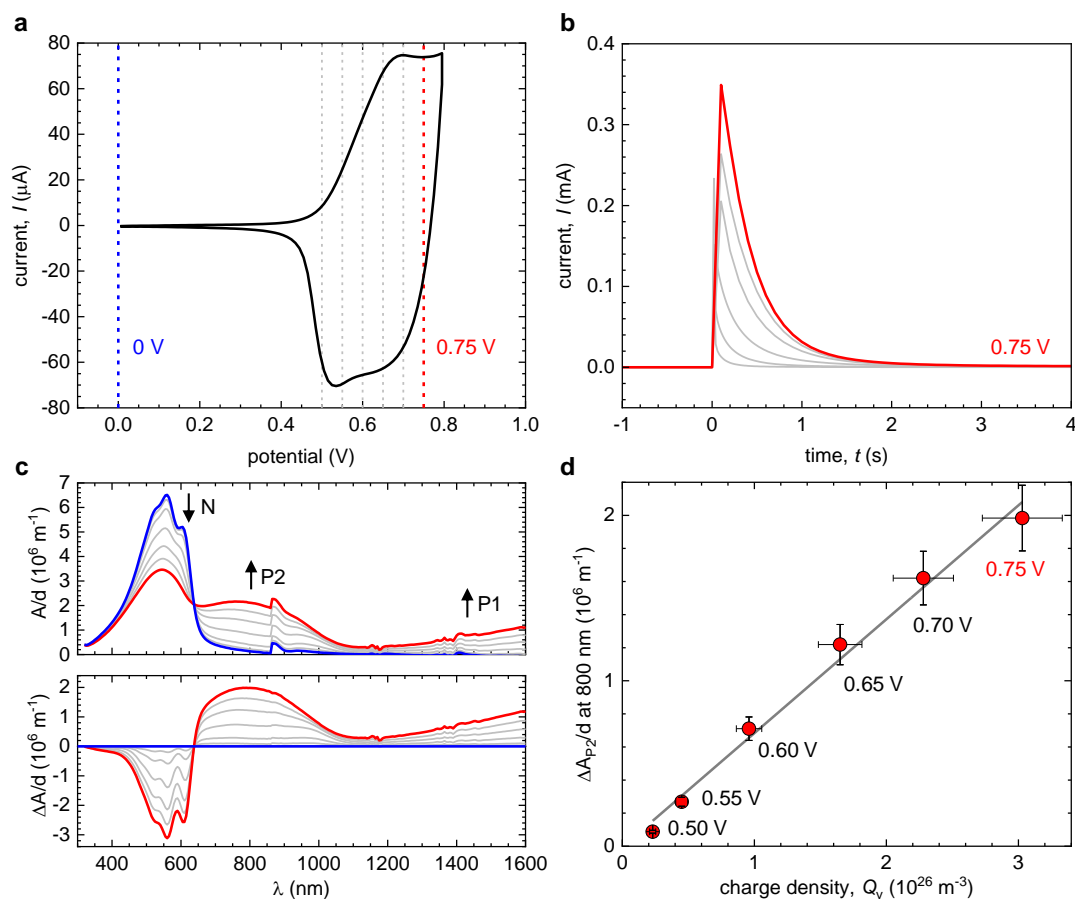 a
80
60
40
20
0
-20
-40
-60
-80
current, I (μA)
0 V
0.75 V
0.0 0.2 0.4 0.6 0.8 1.0
potential (V)
b
0.4
0.3
0.2
0.1
0.0
current, I (mA)
0.75 V
-1 0 1 2 3 4
time, t (s)
c
7
6
5
4
3
2
1
0
A/d (10⁶ m⁻¹)
N
P2
P1
2
1
0
-1
-2
-3
ΔA/d (10⁶ m⁻¹)
400 600 800 1000 1200 1400 1600
λ (nm)
d
2
1
0
ΔA_P2/d at 800 nm (10⁶ m⁻¹)
0.75 V
0.70 V
0.65 V
0.60 V
0.55 V
0.50 V
0 1 2 3
charge density, Q_v (10²⁶ m⁻³)